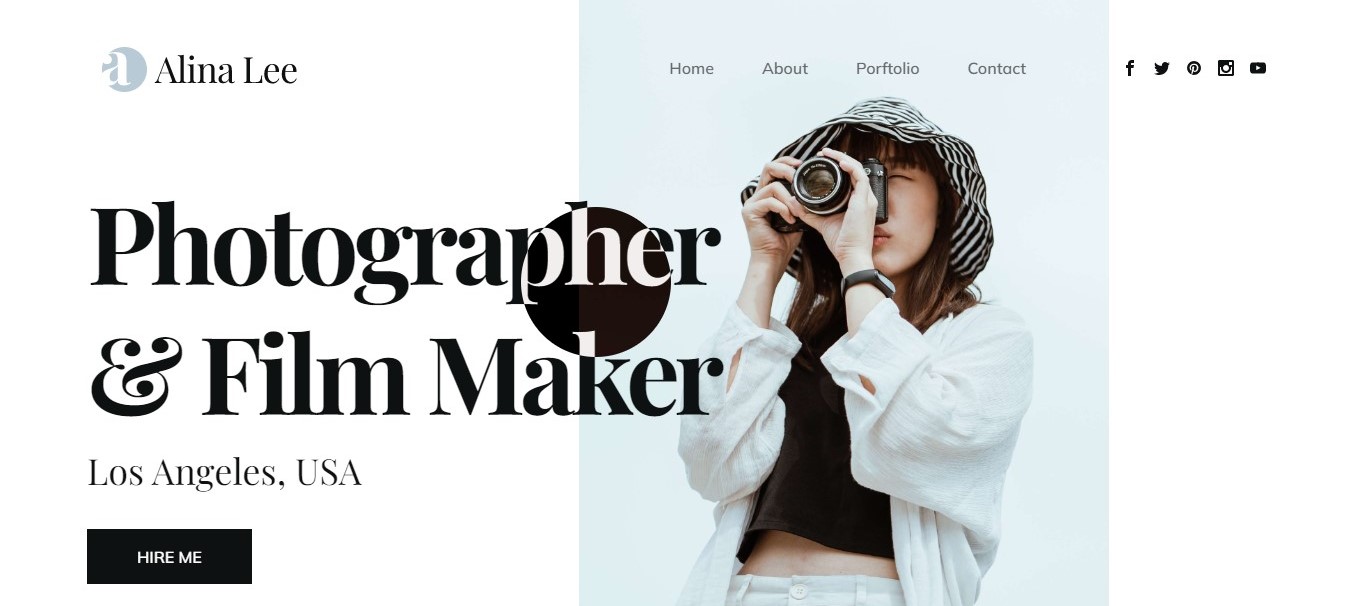 a Alina Lee
Home About Porftolio Contact
Photographer
& Film Maker
Los Angeles, USA
HIRE ME